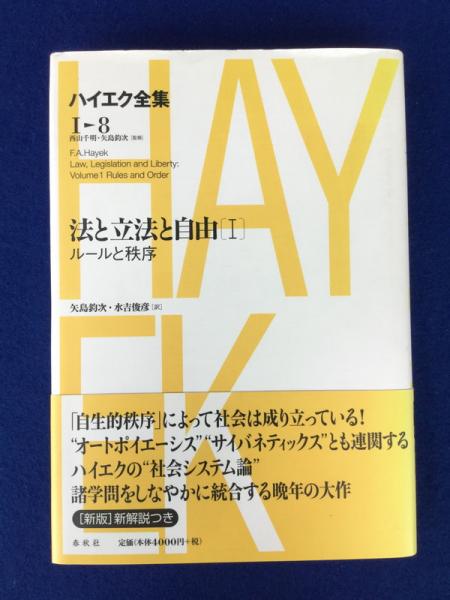 HAY
EK
ハイエク全集
I-8
西山千明・矢島鈞次[監修]
F.A.Hayek
Law, Legislation and Liberty:
Volume 1 Rules and Order
法と立法と自由[I]
ルールと秩序
矢島鈞次・水吉俊彦[訳]
「自生的秩序」によって社会は成り立っている!
“オートポイエーシス”“サイバネティックス”とも連関する
ハイエクの“社会システム論”
諸学問をしなやかに統合する晩年の大作
[新版]新解説つき
春秋社 定価(本体4000円+税)